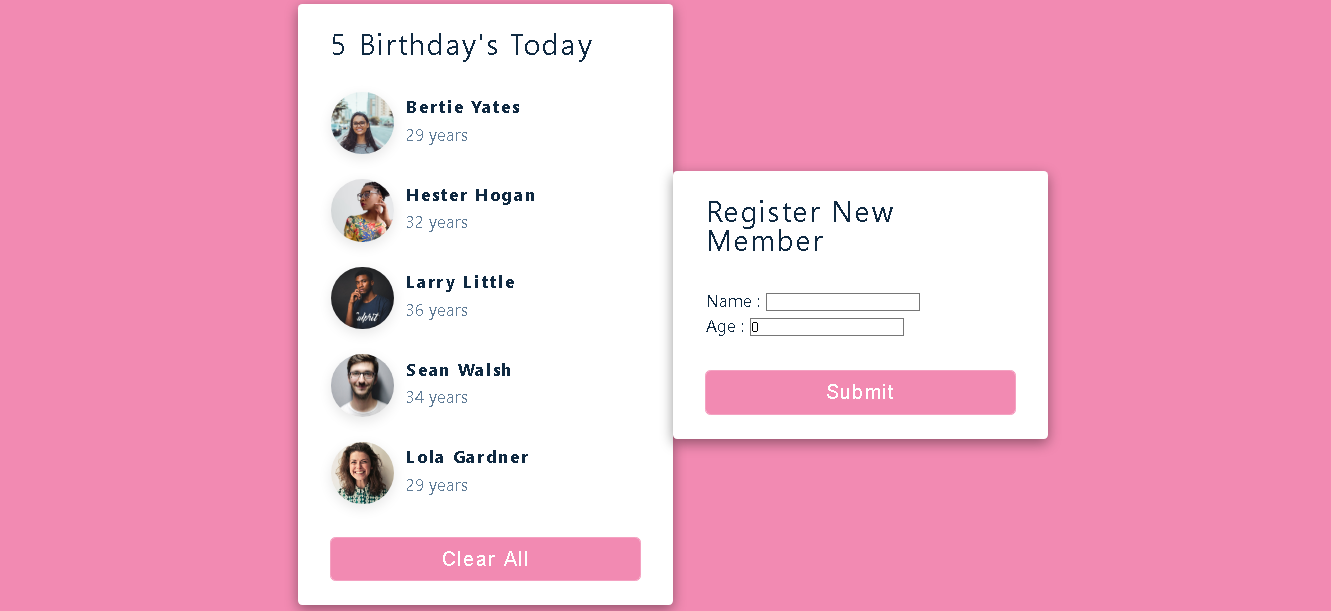 5 Birthday's Today
Bertie Yates
29 years
Hester Hogan
32 years
Larry Little
36 years
Sean Walsh
34 years
Lola Gardner
29 years
Clear All
Register New
Member
Name :
Age : 0
Submit